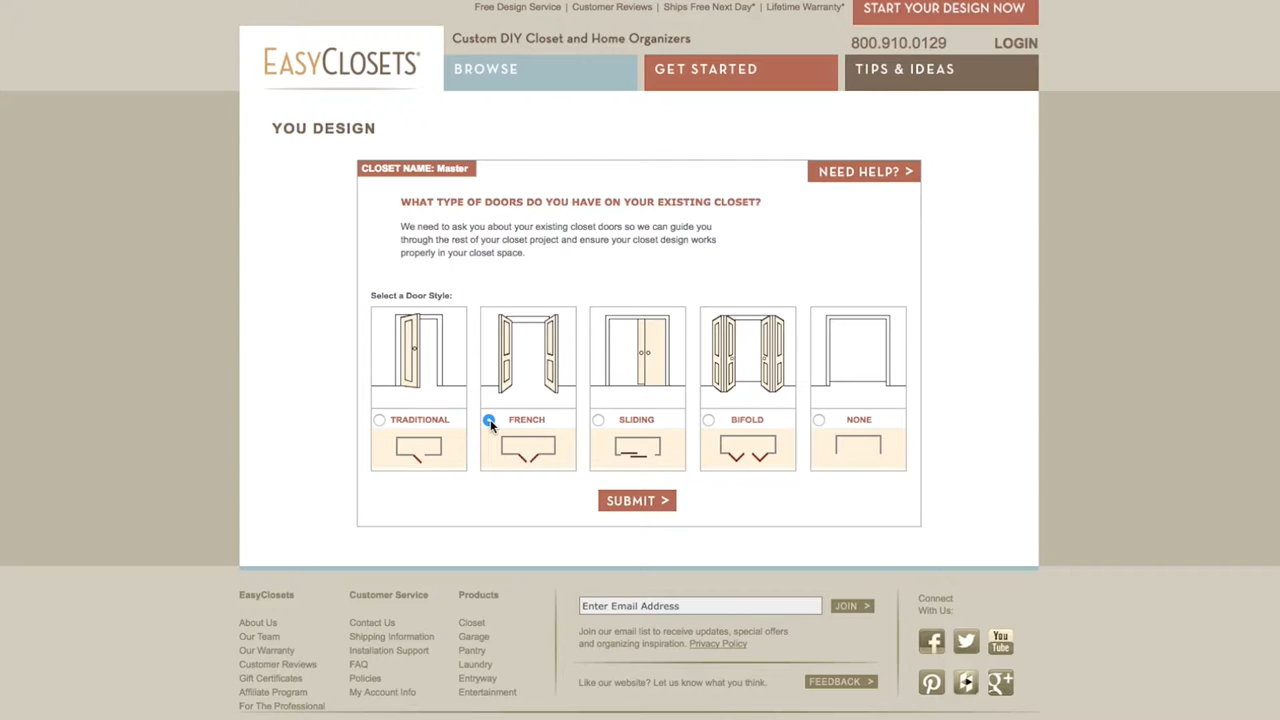 Free Design Service | Customer Reviews | Ships Free Next Day* | Lifetime Warranty*
START YOUR DESIGN NOW
EASYCLOSETS®
Custom DIY Closet and Home Organizers
800.910.0129
LOGIN
BROWSE
GET STARTED
TIPS & IDEAS
YOU DESIGN
CLOSET NAME: Master
NEED HELP? >
WHAT TYPE OF DOORS DO YOU HAVE ON YOUR EXISTING CLOSET?
We need to ask you about your existing closet doors so we can guide you
through the rest of your closet project and ensure your closet design works
properly in your closet space.
Select a Door Style:
TRADITIONAL
FRENCH
SLIDING
BIFOLD
NONE
SUBMIT >
EasyClosets
About Us
Our Team
Our Warranty
Customer Reviews
Gift Certificates
Affiliate Program
For The Professional
Customer Service
Contact Us
Shipping Information
Installation Support
FAQ
Policies
My Account Info
Products
Closet
Garage
Pantry
Laundry
Entryway
Entertainment
Enter Email Address
JOIN >
Join our email list to receive updates, special offers
and organizing inspiration. Privacy Policy
Like our website? Let us know what you think.
FEEDBACK >
Connect
With Us:
You
Tube